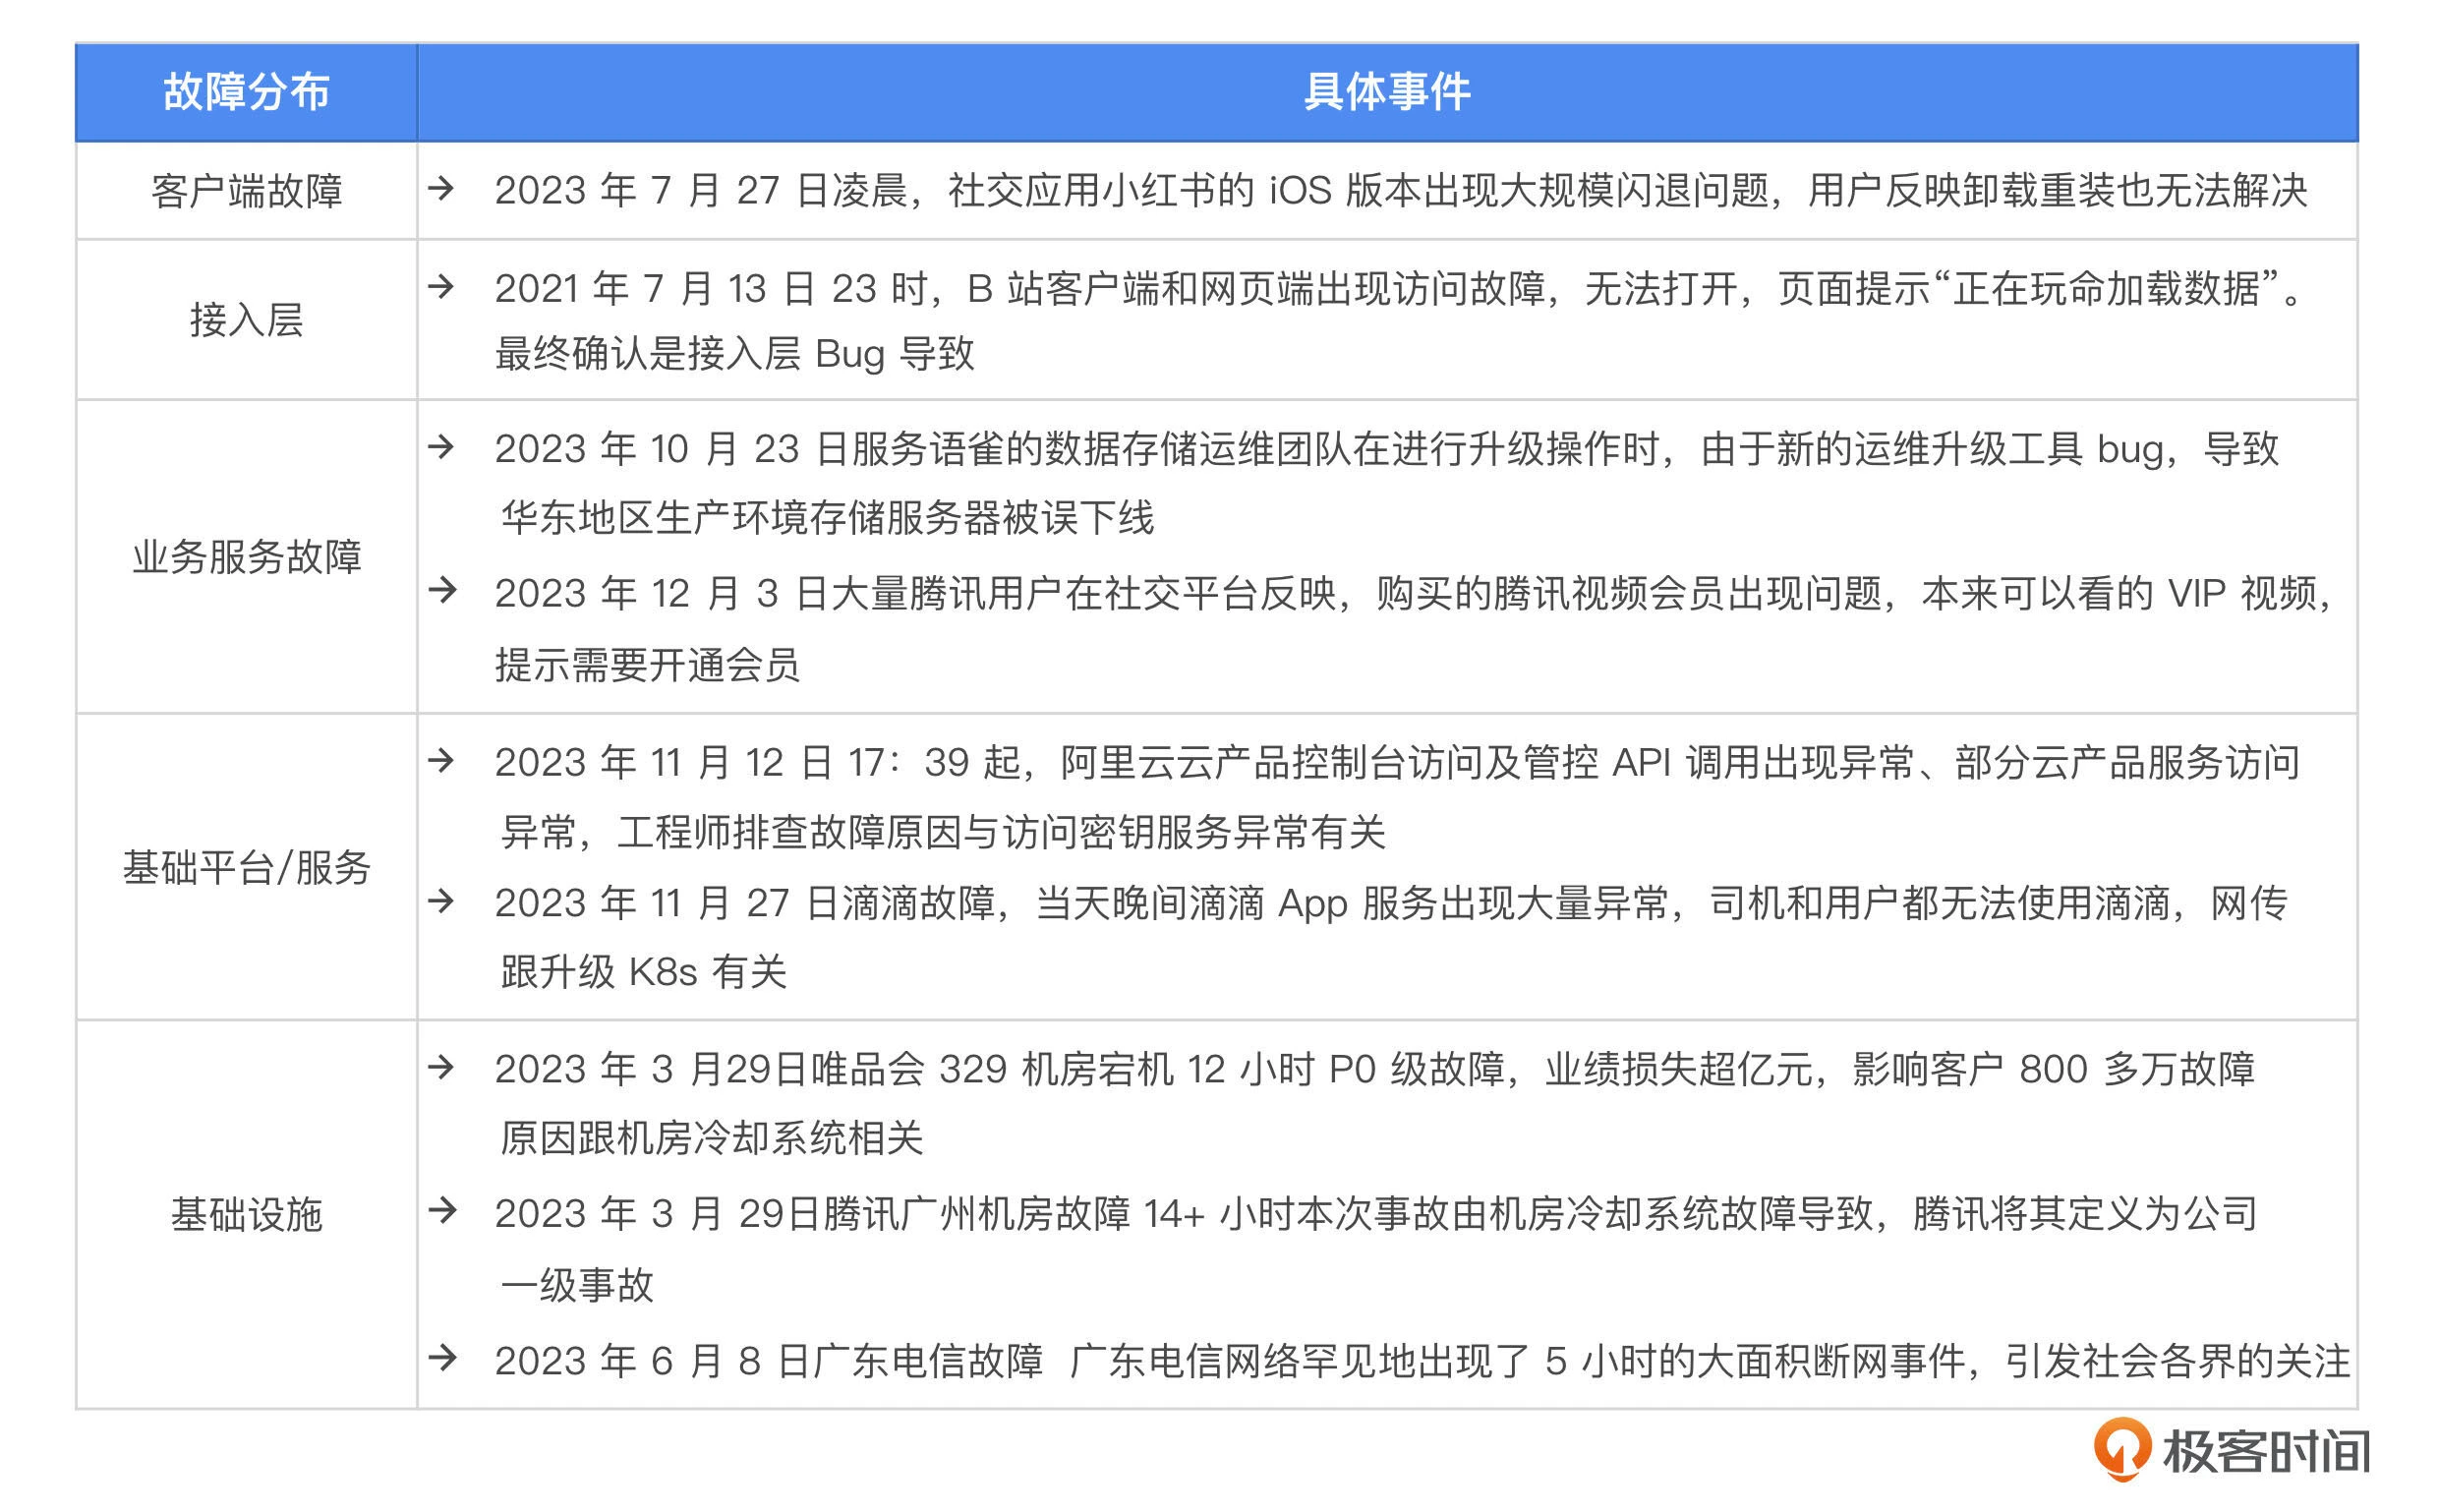 故障分布 具体事件
客户端故障 → 2023 年 7 月 27 日凌晨，社交应用小红书的 iOS 版本出现大规模闪退问题，用户反映卸载重装也无法解决
接入层 → 2021 年 7 月 13 日 23 时，B 站客户端和网页端出现访问故障，无法打开，页面提示“正在玩命加载数据”。
最终确认是接入层 Bug 导致
业务服务故障 → 2023 年 10 月 23 日服务语雀的数据存储运维团队在进行升级操作时，由于新的运维升级工具 bug，导致
华东地区生产环境存储服务器被误下线
→ 2023 年 12 月 3 日大量腾讯用户在社交平台反映，购买的腾讯视频会员出现问题，本来可以看的 VIP 视频，
提示需要开通会员
基础平台/服务 → 2023 年 11 月 12 日 17：39 起，阿里云云产品控制台访问及管控 API 调用出现异常、部分云产品服务访问
异常，工程师排查故障原因与访问密钥服务异常有关
→ 2023 年 11 月 27 日滴滴故障，当天晚间滴滴 App 服务出现大量异常，司机和用户都无法使用滴滴，网传
跟升级 K8s 有关
基础设施 → 2023 年 3 月29日唯品会 329 机房宕机 12 小时 P0 级故障，业绩损失超亿元，影响客户 800 多万故障
原因跟机房冷却系统相关
→ 2023 年 3 月 29日腾讯广州机房故障 14+ 小时本次事故由机房冷却系统故障导致，腾讯将其定义为公司
一级事故
→ 2023 年 6 月 8 日广东电信故障 广东电信网络罕见地出现了 5 小时的大面积断网事件，引发社会各界的关注
极客时间